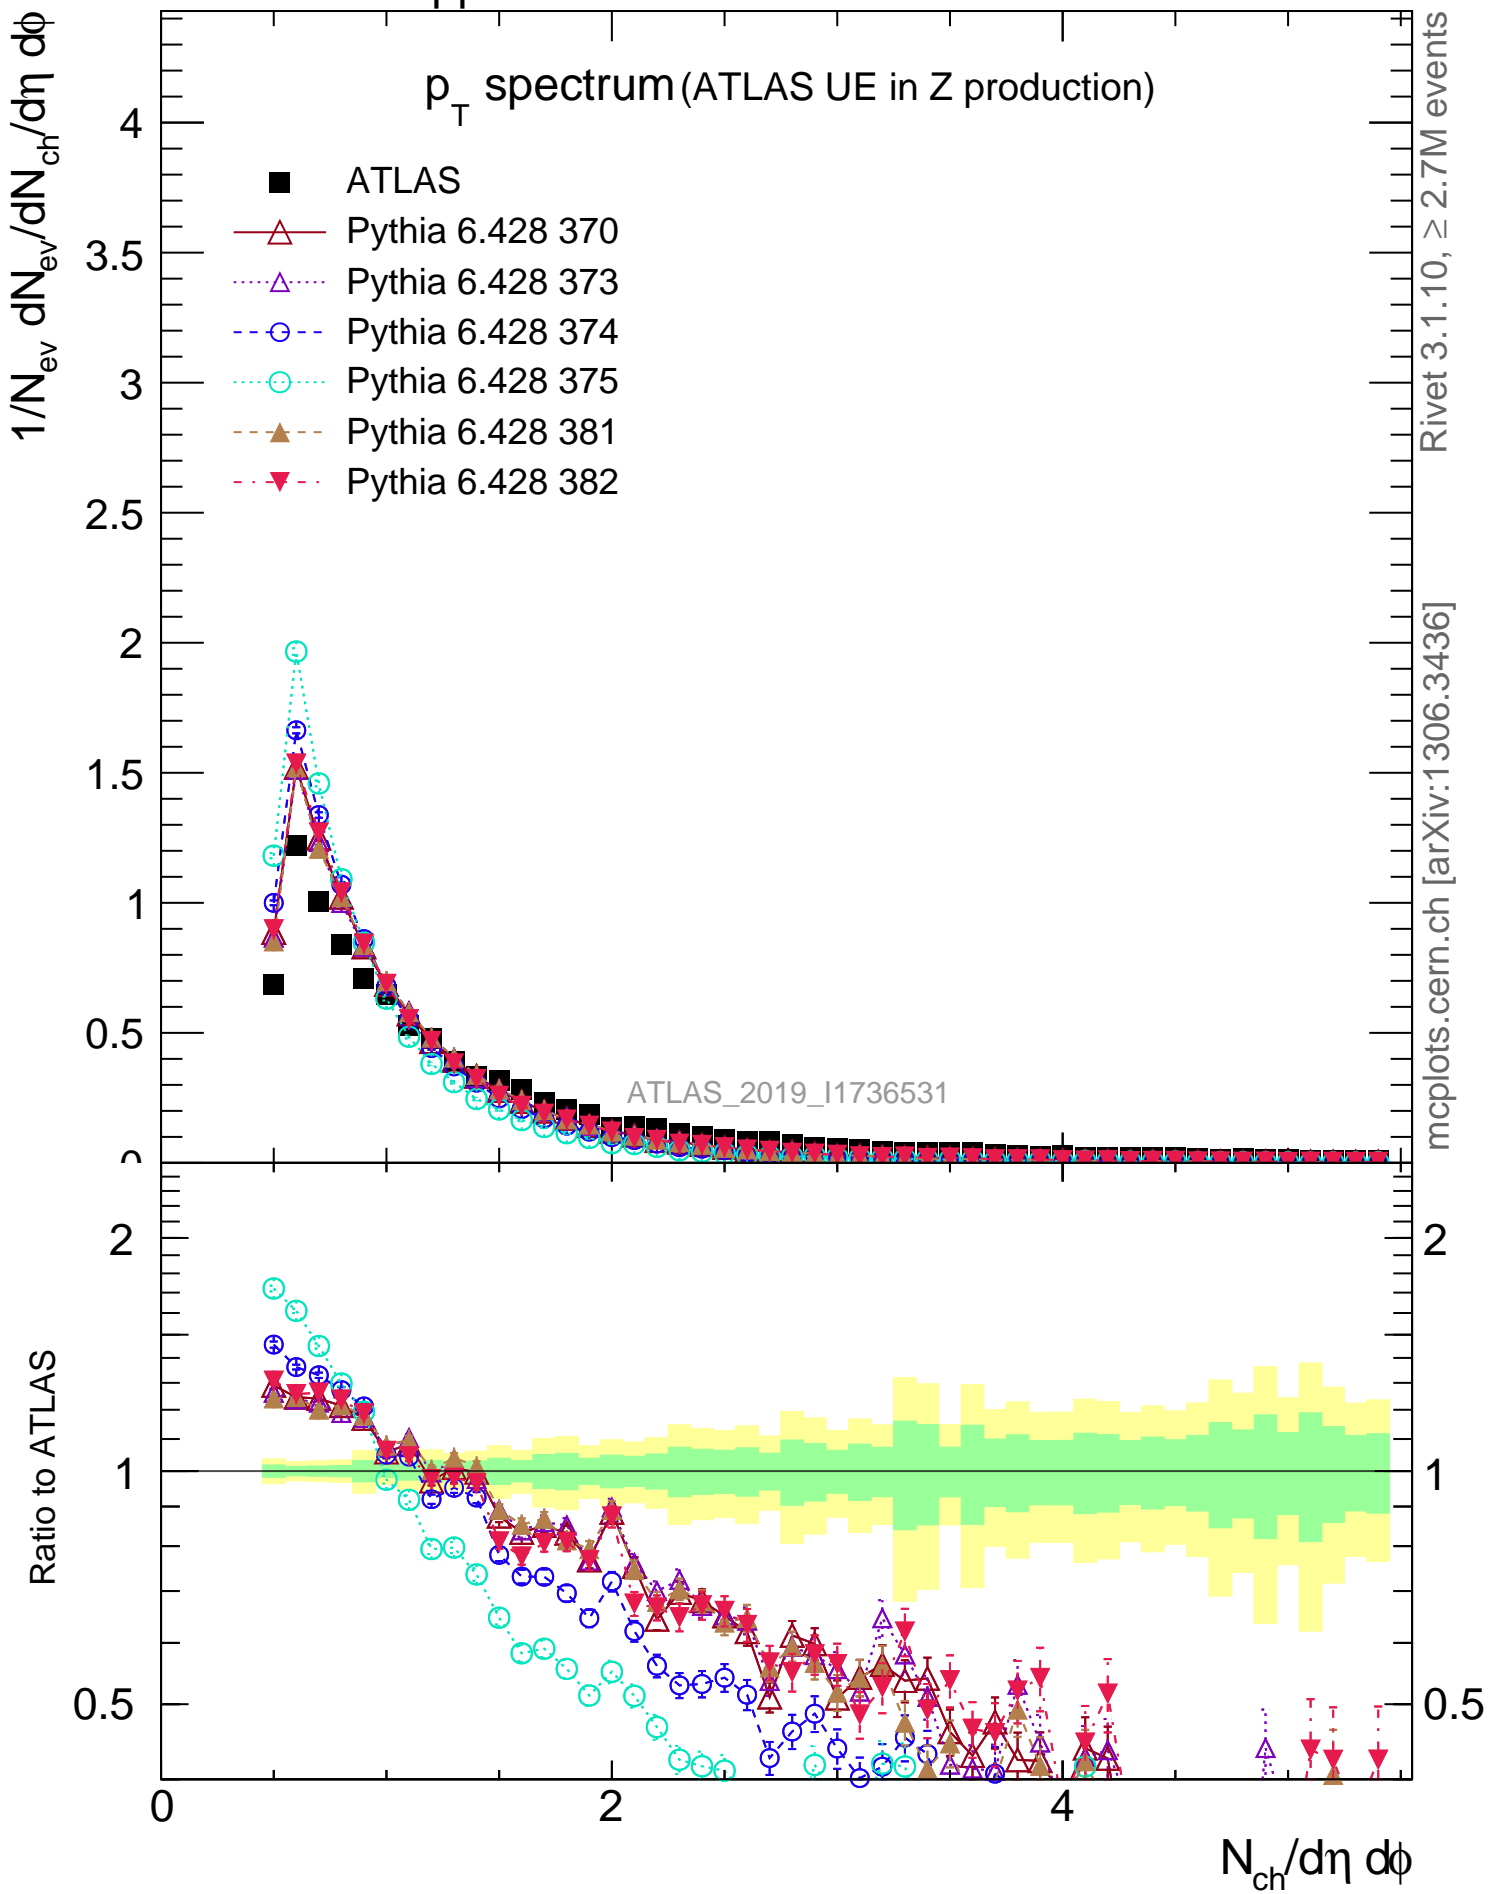 pp
1/N_ev dN_ev/dN_ch/dη dϕ
p_T spectrum (ATLAS UE in Z production)
ATLAS
Pythia 6.428 370
Pythia 6.428 373
Pythia 6.428 374
Pythia 6.428 375
Pythia 6.428 381
Pythia 6.428 382
4
3.5
3
2.5
2
1.5
1
0.5
0
ATLAS_2019_I1736531
Rivet 3.1.10, ≥ 2.7M events
mcplots.cern.ch [arXiv:1306.3436]
Ratio to ATLAS
2
1
0.5
2
1
0.5
0
2
4
N_ch/dη dϕ